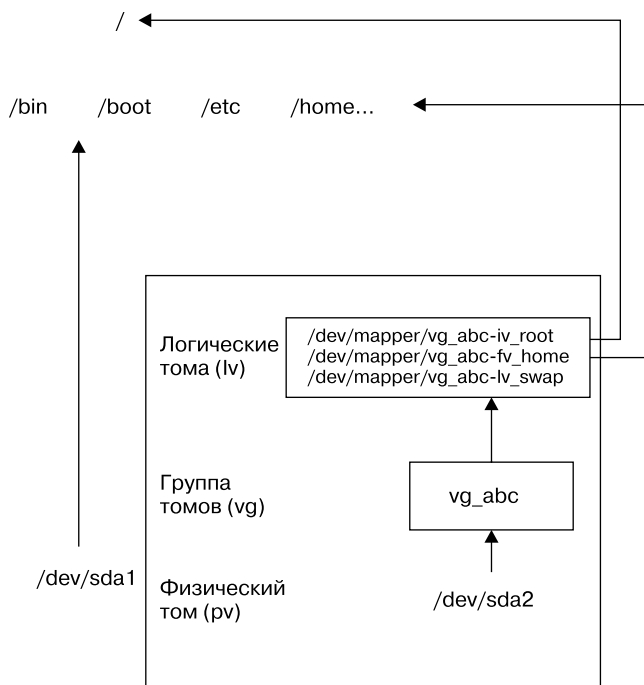 /
/bin /boot /etc /home...
Логические
тома (lv)
/dev/mapper/vg_abc-iv_root
/dev/mapper/vg_abc-fv_home
/dev/mapper/vg_abc-lv_swap
Группа
томов (vg)
vg_abc
/dev/sda1
Физический
том (pv)
/dev/sda2